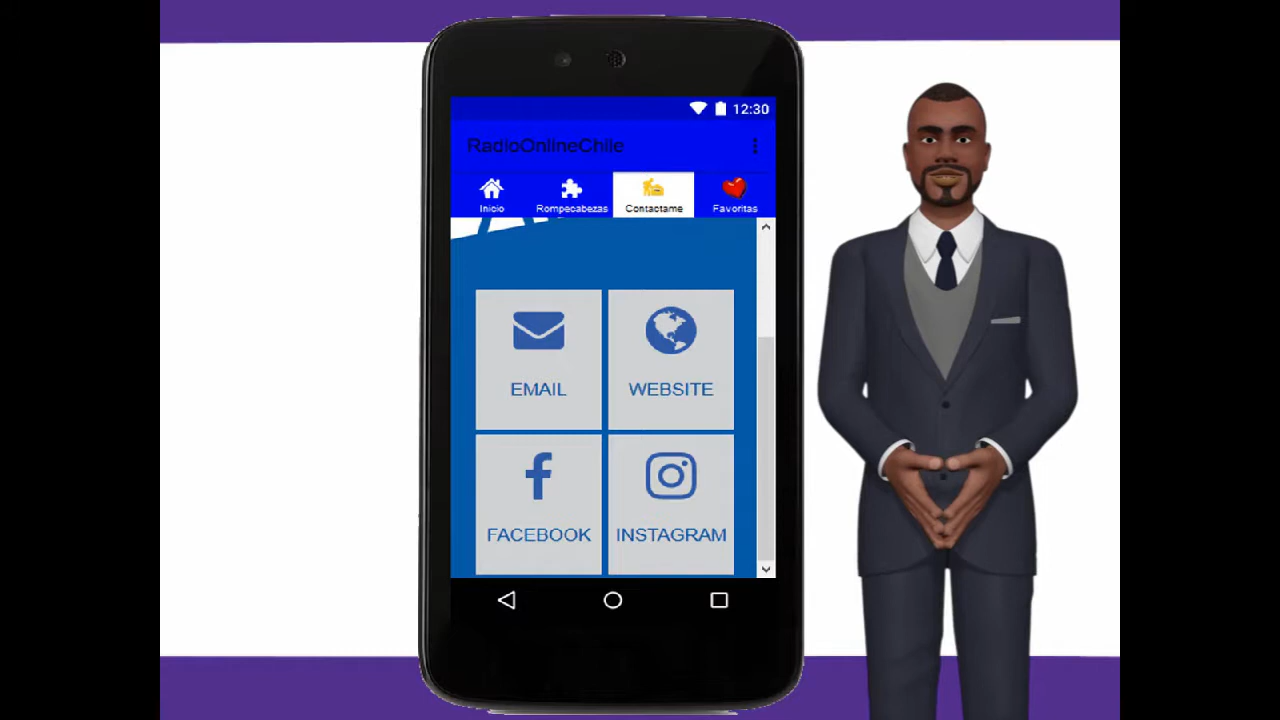 12:30
RadioOnlineChile
Inicio Rompecabezas Contactame Favoritas
EMAIL WEBSITE
FACEBOOK INSTAGRAM